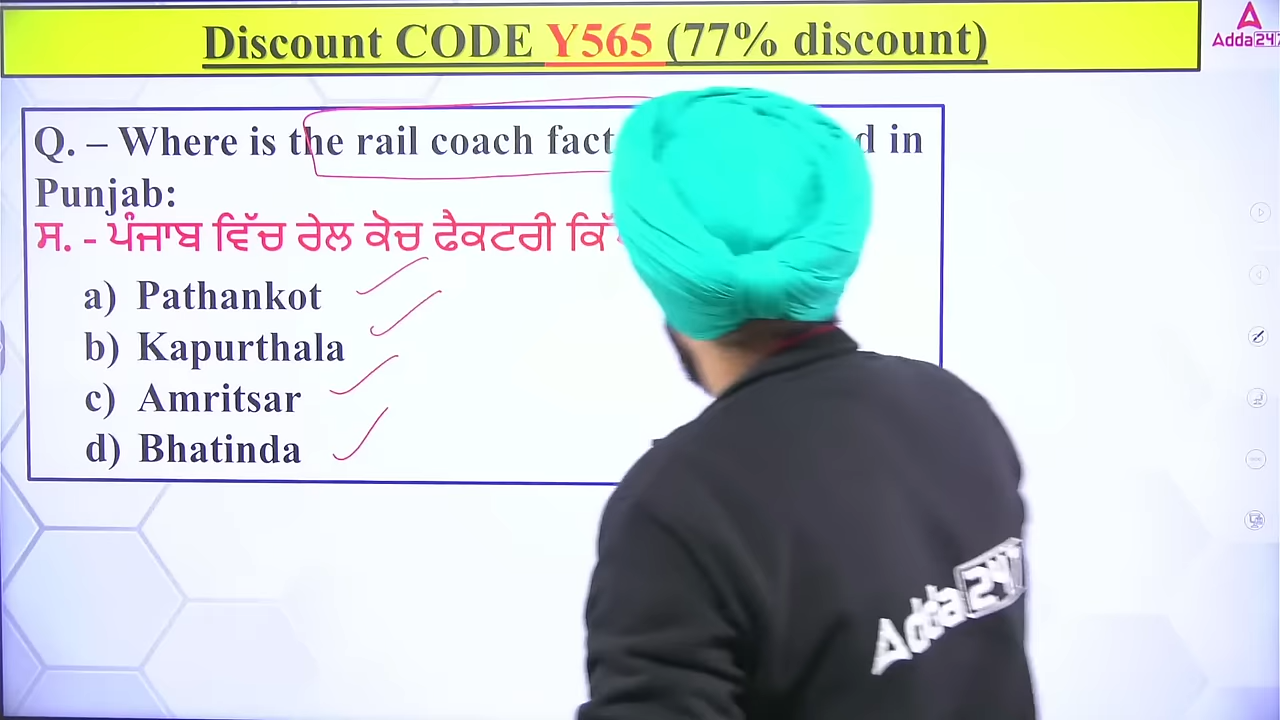 Discount CODE Y565 (77% discount)
Adda247
Q. – Where is the rail coach in
Punjab:
ਸ. - ਪੰਜਾਬ ਵਿੱਚ ਰੇਲ ਕੋਚ ਫੈਕਟਰੀ
a) Pathankot
b) Kapurthala
c) Amritsar
d) Bhatinda
Adda247